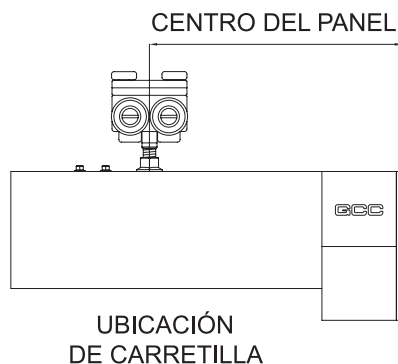 CENTRO DEL PANEL
GCC
UBICACIÓN
DE CARRETILLA